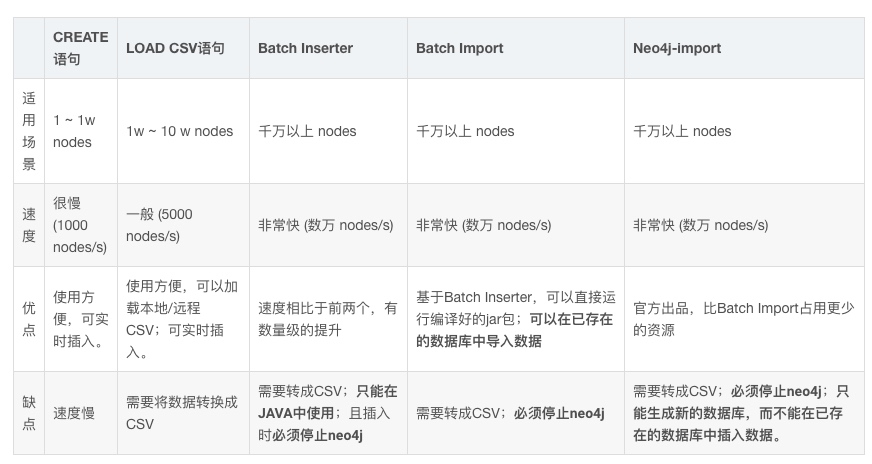 CREATE
语句
LOAD CSV语句
Batch Inserter
Batch Import
Neo4j-import
适
用
场
景
1 ~ 1w
nodes
1w ~ 10 w nodes
千万以上 nodes
千万以上 nodes
千万以上 nodes
速
度
很慢
(1000
nodes/s)
一般 (5000
nodes/s)
非常快 (数万 nodes/s)
非常快 (数万 nodes/s)
非常快 (数万 nodes/s)
优
点
使用方
便，可实
时插入。
使用方便，可以加
载本地/远程
CSV；可实时插
入。
速度相比于前两个，有
数量级的提升
基于Batch Inserter，可以直接运
行编译好的jar包；可以在已存在
的数据库中导入数据
官方出品，比Batch Import占用更少
的资源
缺
点
速度慢
需要将数据转换成
CSV
需要转成CSV；只能在
JAVA中使用；且插入
时必须停止neo4j
需要转成CSV；必须停止neo4j
需要转成CSV；必须停止neo4j；只
能生成新的数据库，而不能在已存
在的数据库中插入数据。